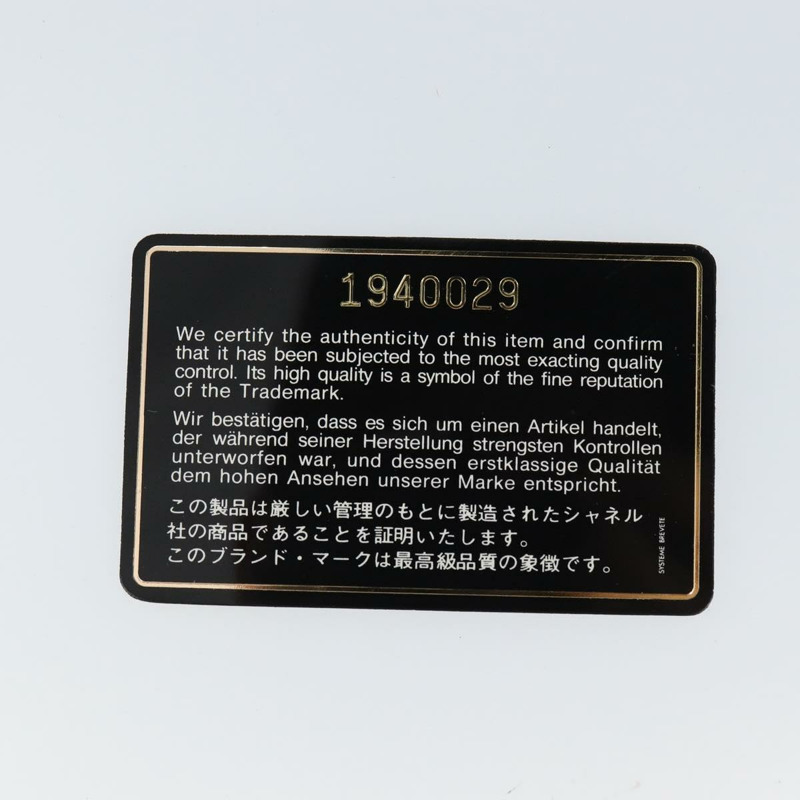 1940029
We certify the authenticity of this item and confirm
that it has been subjected to the most exacting quality
control. Its high quality is a symbol of the fine reputation
of the Trademark.
Wir bestätigen, dass es sich um einen Artikel handelt,
der während seiner Herstellung strengsten Kontrollen
unterworfen war, und dessen erstklassige Qualität
dem hohen Ansehen unserer Marke entspricht.
この製品は厳しい管理のもとに製造されたシャネル
社の商品であることを証明いたします。
このブランド・マークは最高級品質の象徴です。
SYSTEME BREVETE